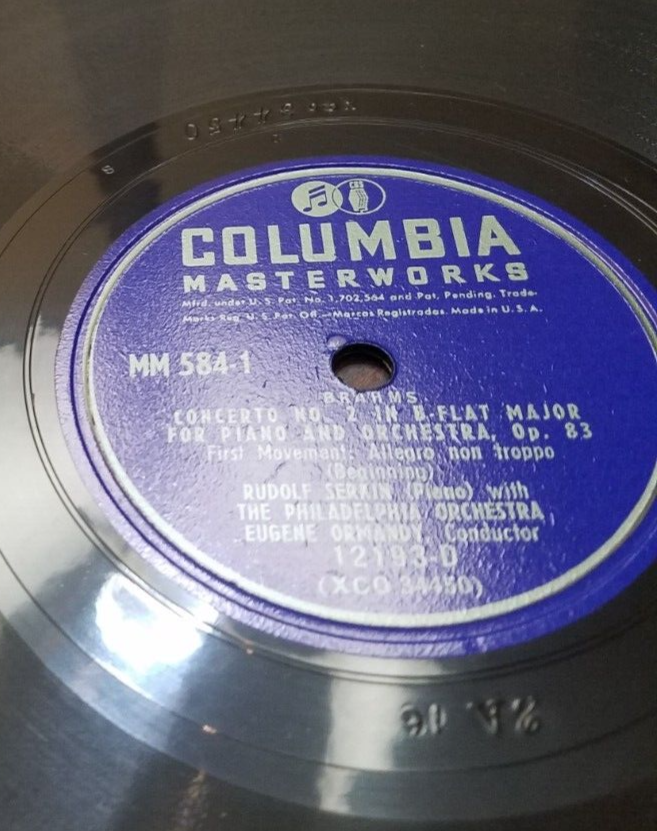 CBS
COLUMBIA
MASTERWORKS
Mfrd. under U.S. Pat. No. 1,702,564 and Pat. Pending. Trade-
Marks Reg. U.S. Pat. Off.—Marcas Registradas. Made in U.S.A.
MM 584-1
BRAHMS
CONCERTO NO. 2 IN B-FLAT MAJOR
FOR PIANO AND ORCHESTRA, Op. 83
First Movement: Allegro non troppo
(Beginning)
RUDOLF SERKIN (Piano) with
THE PHILADELPHIA ORCHESTRA,
EUGENE ORMANDY, Conductor
12193-D
(XCO 34450)